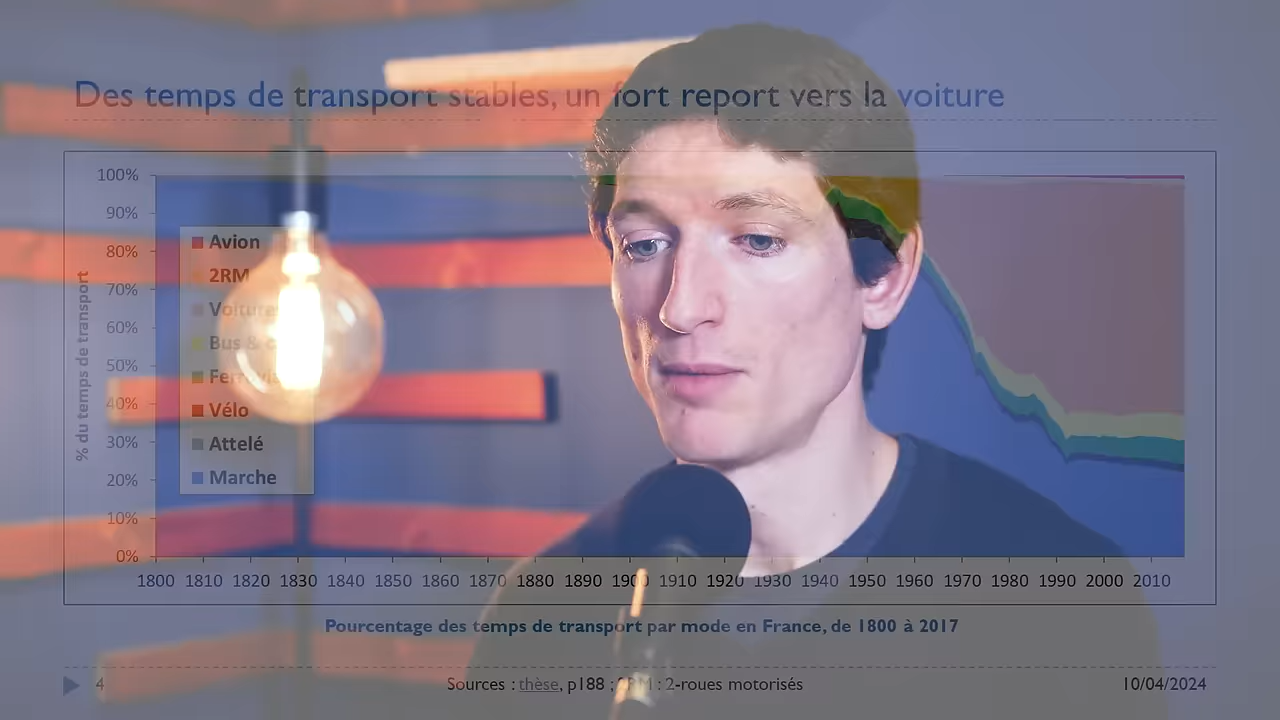 Des temps de transport stables, un fort report vers la voiture
% du temps de transport
100%
90%
80%
70%
60%
50%
40%
30%
20%
10%
0%
Avion
2RM
Voiture
Bus &
Vélo
Attelé
Marche
1800 1810 1820 1830 1840 1850 1860 1870 1880 1890 1900 1910 1920 1930 1940 1950 1960 1970 1980 1990 2000 2010
Pourcentage des temps de transport par mode en France, de 1800 à 2017
4
Sources : thèse, p188 ; 2RM : 2-roues motorisés
10/04/2024